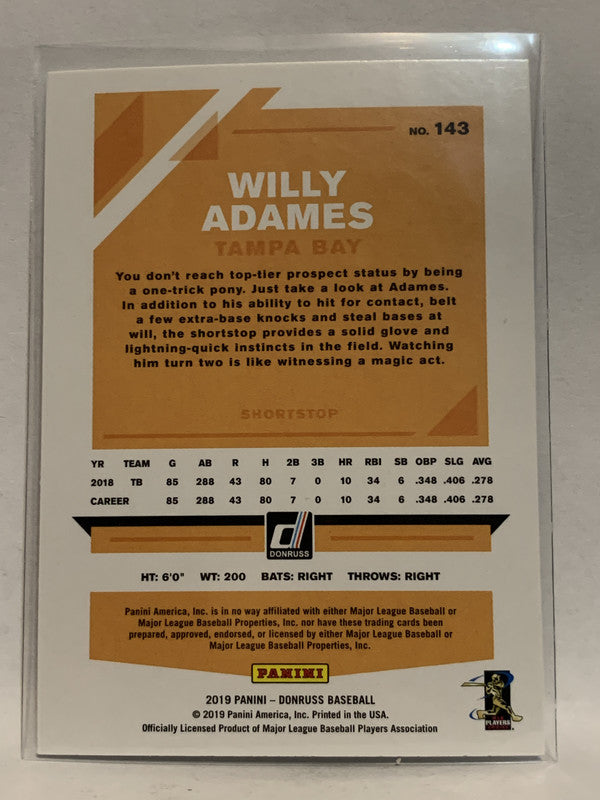 NO. 143
WILLY
ADAMES
TAMPA BAY
You don't reach top-tier prospect status by being
a one-trick pony. Just take a look at Adames.
In addition to his ability to hit for contact, belt
a few extra-base knocks and steal bases at
will, the shortstop provides a solid glove and
lightning-quick instincts in the field. Watching
him turn two is like witnessing a magic act.
SHORTSTOP
YR TEAM G AB R H 2B 3B HR RBI SB OBP SLG AVG
2018 TB 85 288 43 80 7 0 10 34 6 .348 .406 .278
CAREER 85 288 43 80 7 0 10 34 6 .348 .406 .278
d
DONRUSS
HT: 6'0" WT: 200 BATS: RIGHT THROWS: RIGHT
Panini America, Inc. is in no way affiliated with either Major League Baseball or
Major League Baseball Properties, Inc. nor have these trading cards been
prepared, approved, endorsed, or licensed by either Major League Baseball or
Major League Baseball Properties, Inc.
PANINI
2019 PANINI – DONRUSS BASEBALL
© 2019 Panini America, Inc. Printed in the USA.
Officially Licensed Product of Major League Baseball Players Association
PLAYERS